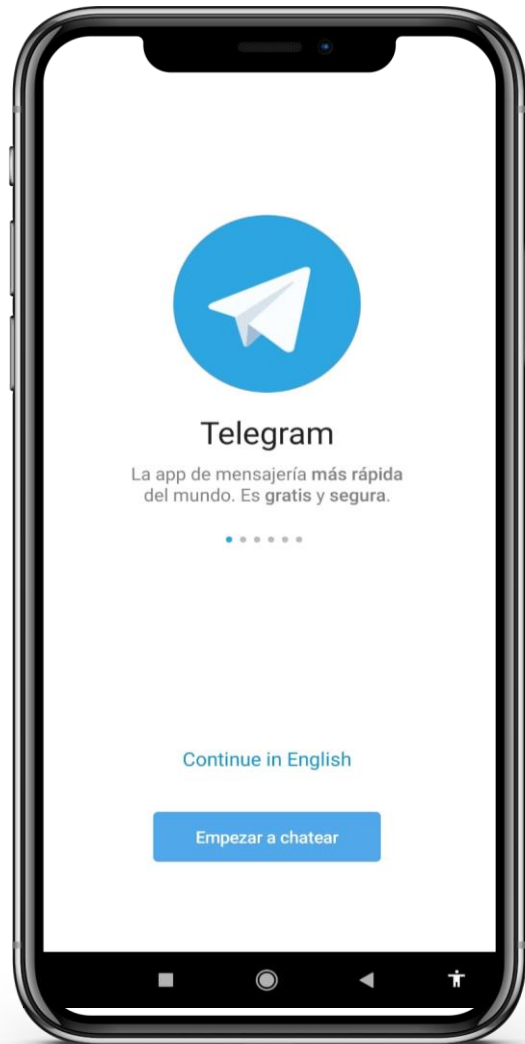 Telegram
La app de mensajería más rápida
del mundo. Es gratis y segura.
Continue in English
Empezar a chatear